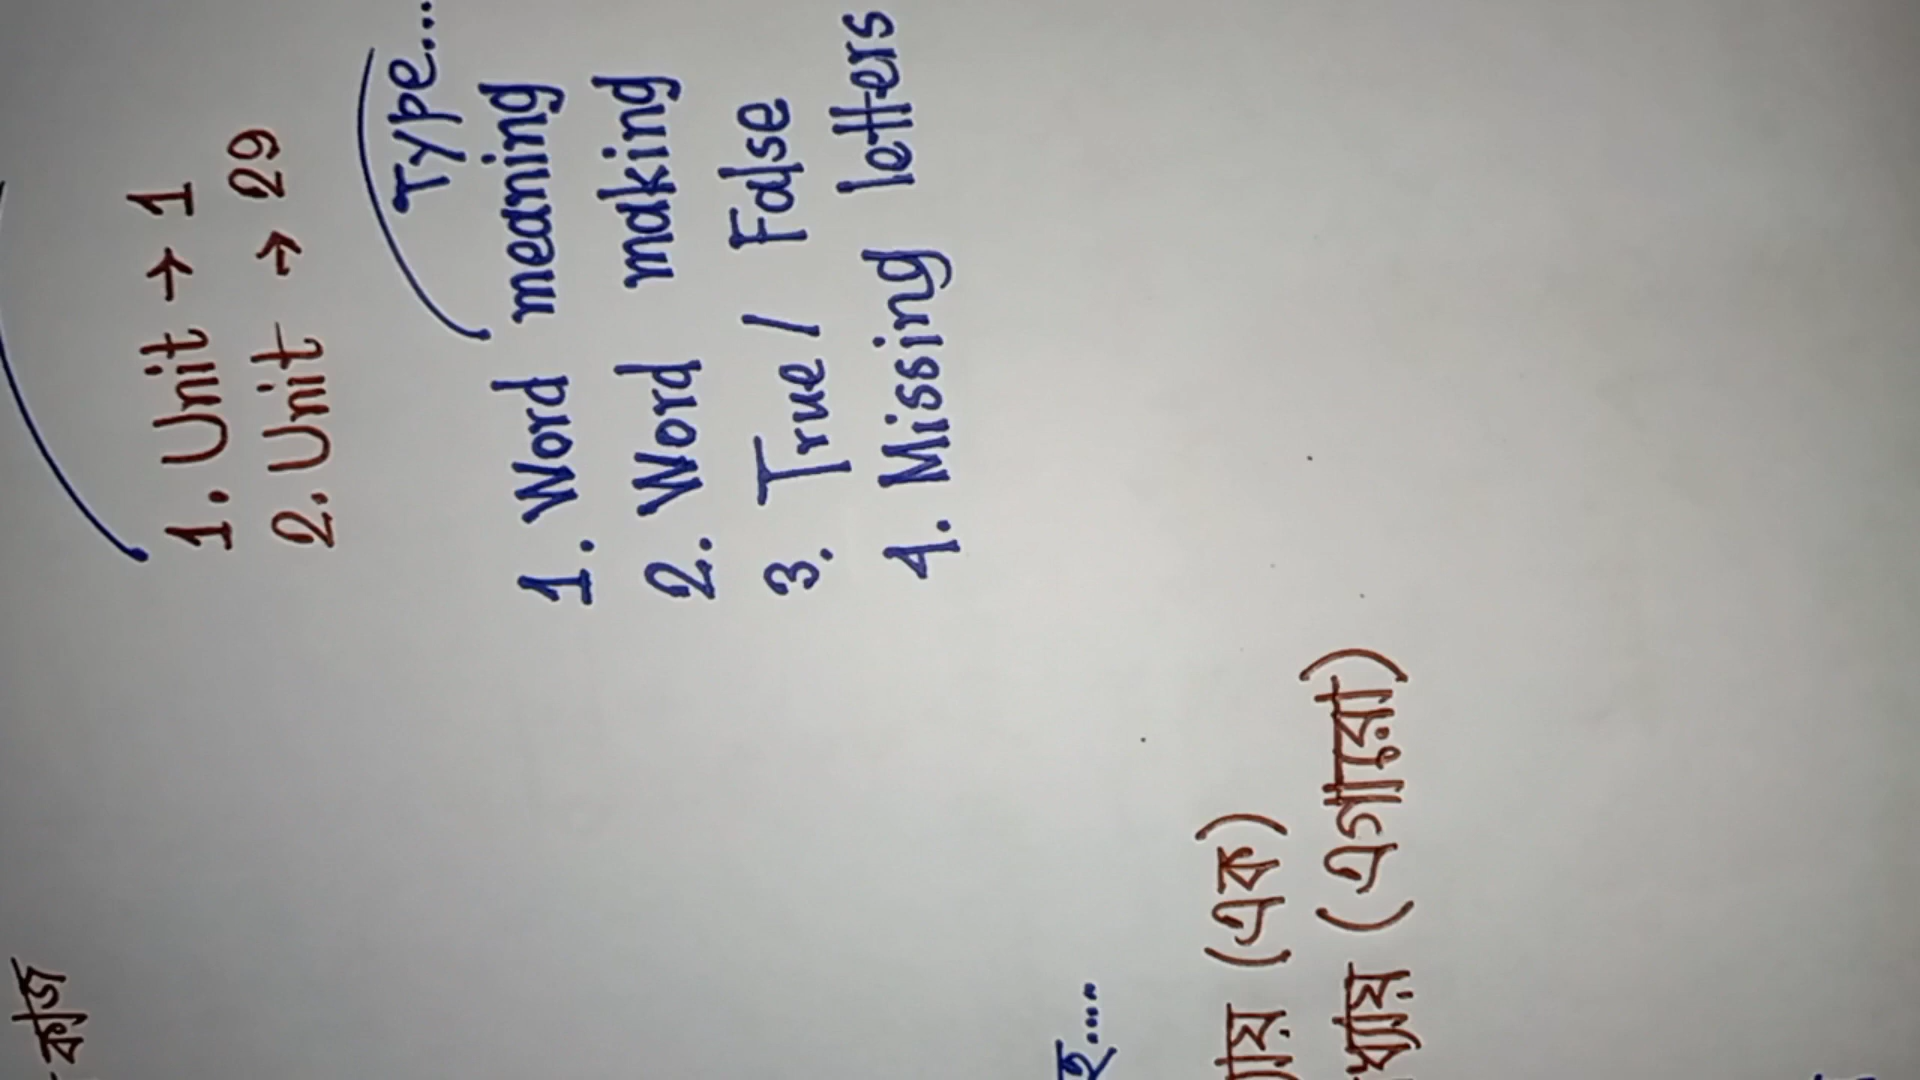 কাজ
1. Unit → 1
2. Unit → 29
Type...
1. Word meaning
2. Word making
3. True / False
4. Missing letters
(এক)
(এগারো)